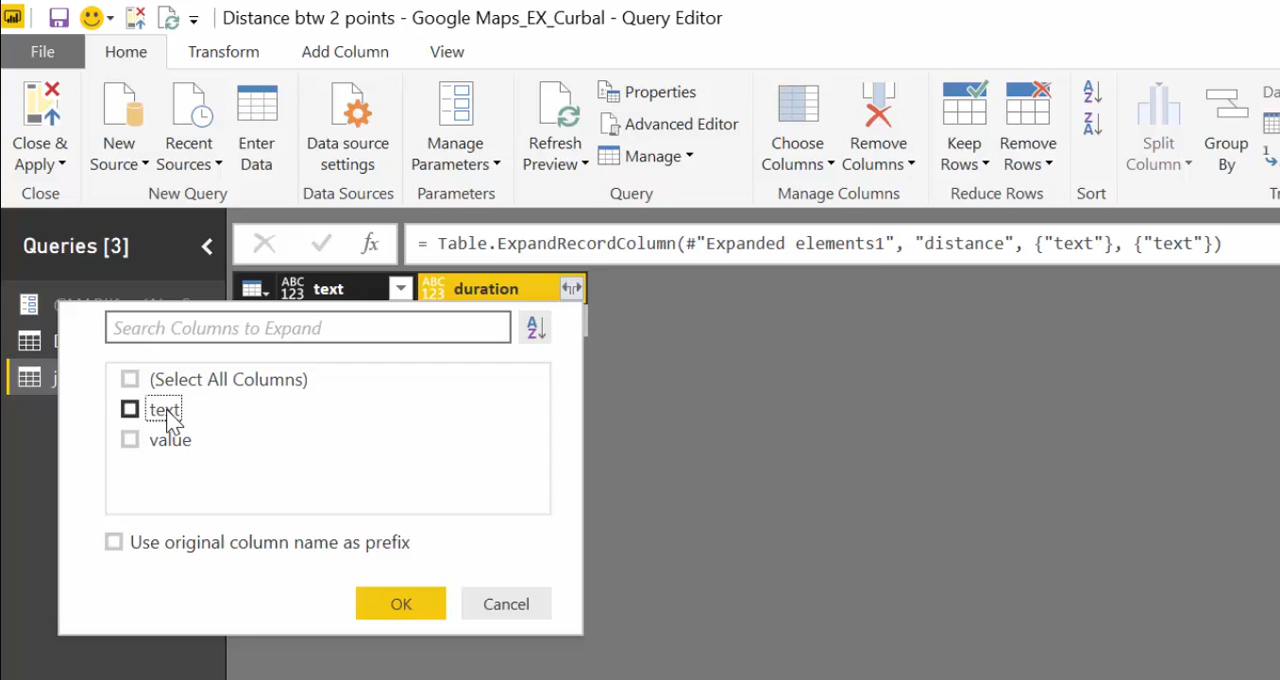 Distance btw 2 points - Google Maps_EX_Curbal - Query Editor
File Home Transform Add Column View
Close & Apply
New Source
Recent Sources
Enter Data
Data source settings
Manage Parameters
Refresh Preview
Properties
Advanced Editor
Manage
Choose Columns
Remove Columns
Keep Rows
Remove Rows
A Z
Z A
Split Column
Group By
Close
New Query
Data Sources
Parameters
Query
Manage Columns
Reduce Rows
Sort
Queries [3]
fx
= Table.ExpandRecordColumn(#"Expanded elements1", "distance", {"text"}, {"text"})
ABC 123 text
ABC 123 duration
Search Columns to Expand
A Z
(Select All Columns)
text
value
Use original column name as prefix
OK
Cancel